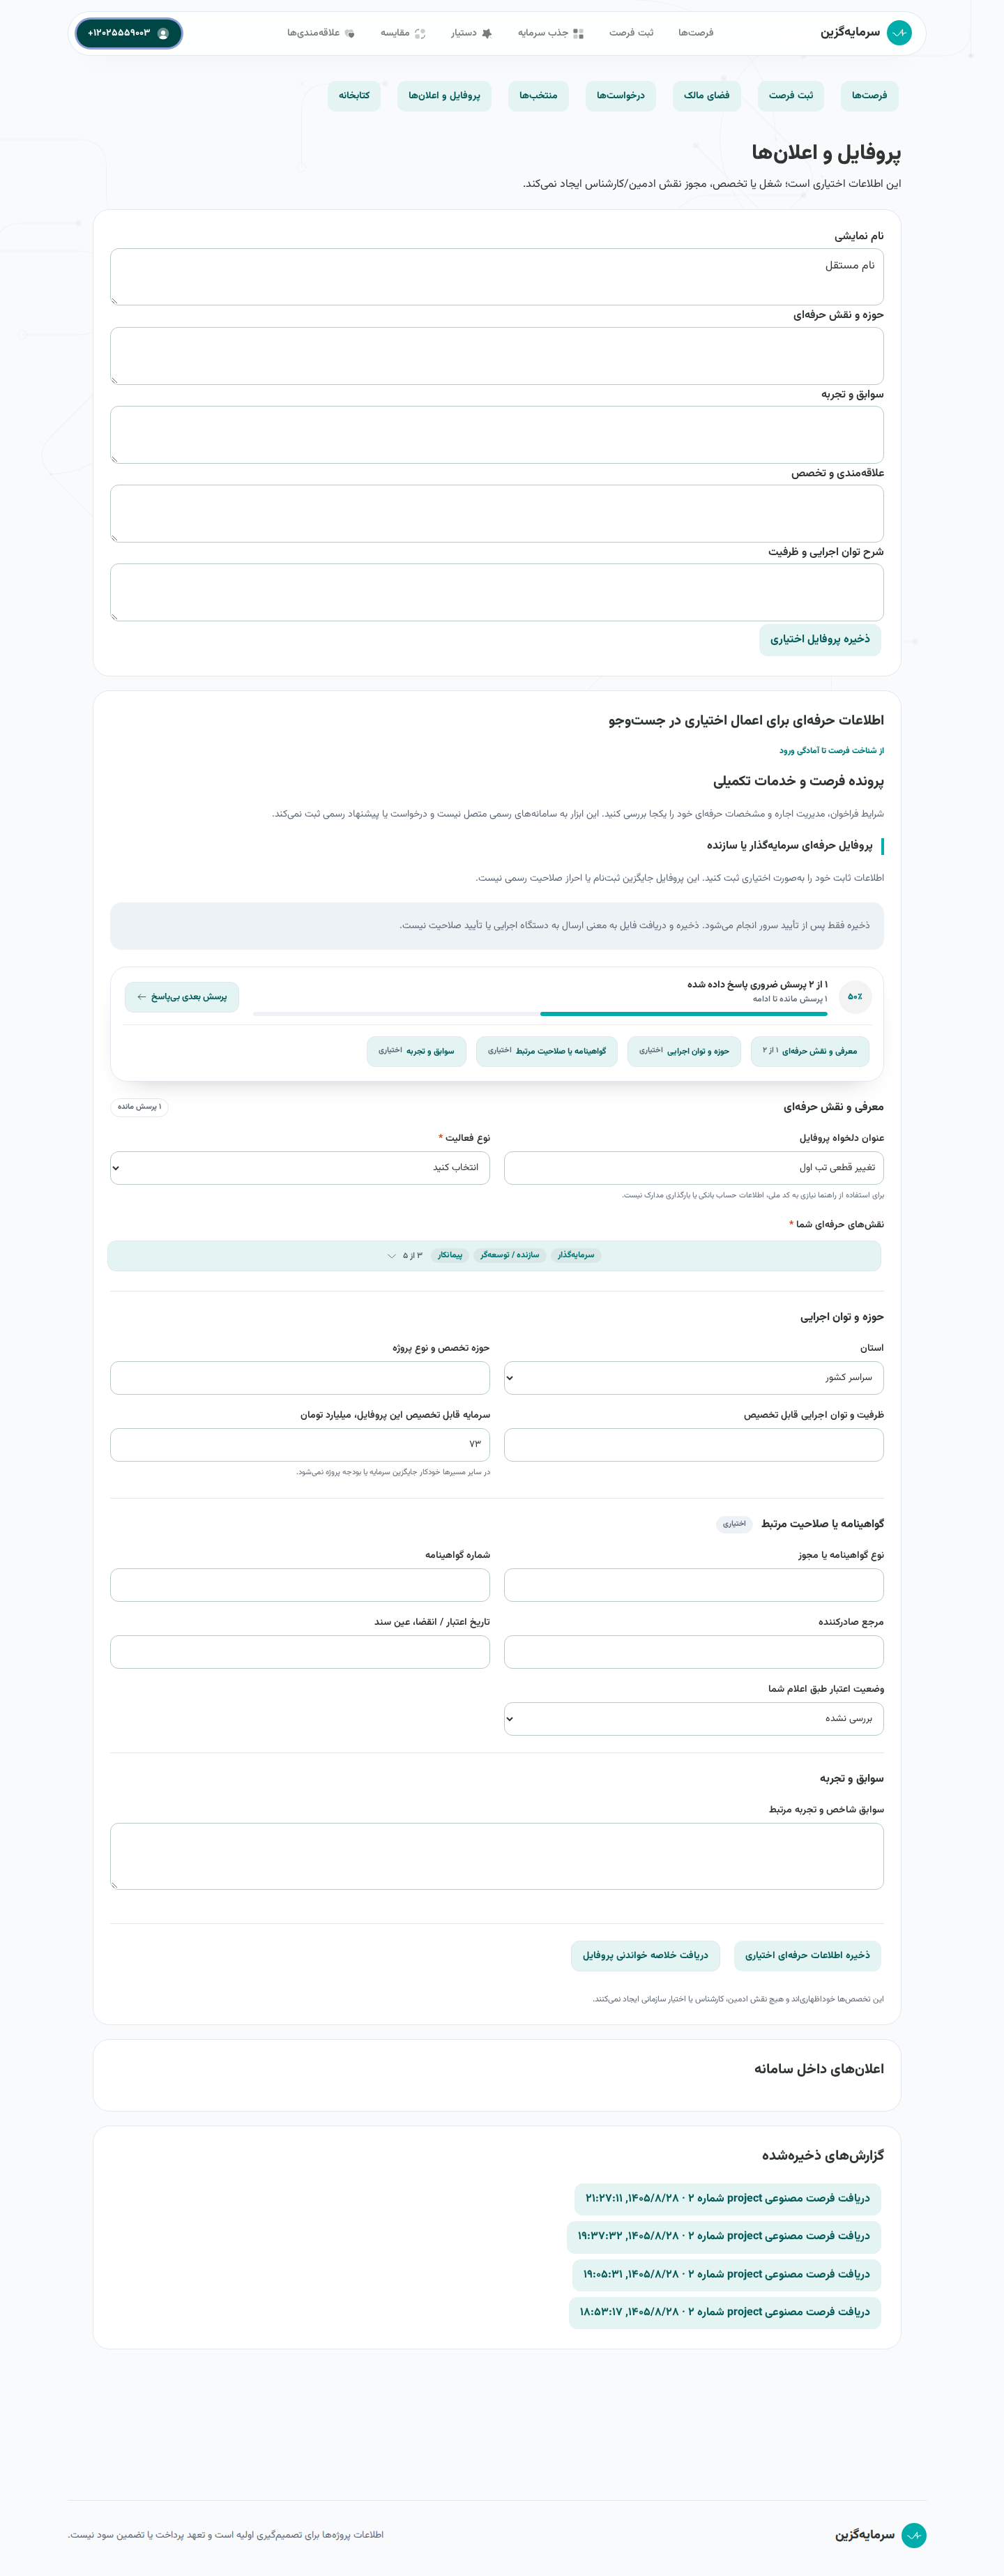 سرمایه‌گزین
فرصت‌ها
ثبت فرصت
جذب سرمایه
دستیار
مقایسه
علاقه‌مندی‌ها
+۱۲۰۲۵۵۵۹۰۰۳
فرصت‌ها
ثبت فرصت
فضای مالک
درخواست‌ها
منتخب‌ها
پروفایل و اعلان‌ها
کتابخانه
پروفایل و اعلان‌ها
این اطلاعات اختیاری است؛ شغل یا تخصص، مجوز نقش ادمین/کارشناس ایجاد نمی‌کند.
نام نمایشی
نام مستقل
حوزه و نقش حرفه‌ای
سوابق و تجربه
علاقه‌مندی و تخصص
شرح توان اجرایی و ظرفیت
ذخیره پروفایل اختیاری
اطلاعات حرفه‌ای برای اعمال اختیاری در جست‌وجو
از شناخت فرصت تا آمادگی ورود
پرونده فرصت و خدمات تکمیلی
شرایط فراخوان، مدیریت اجاره و مشخصات حرفه‌ای خود را یکجا بررسی کنید. این ابزار به سامانه‌های رسمی متصل نیست و درخواست یا پیشنهاد رسمی ثبت نمی‌کند.
پروفایل حرفه‌ای سرمایه‌گذار یا سازنده
اطلاعات ثابت خود را به‌صورت اختیاری ثبت کنید. این پروفایل جایگزین ثبت‌نام یا احراز صلاحیت رسمی نیست.
ذخیره فقط پس از تأیید سرور انجام می‌شود. ذخیره و دریافت فایل به معنی ارسال به دستگاه اجرایی یا تأیید صلاحیت نیست.
۵۰٪
۱ از ۲ پرسش ضروری پاسخ داده شده
۱ پرسش مانده تا ادامه
پرسش بعدی بی‌پاسخ
معرفی و نقش حرفه‌ای ۱ از ۲
حوزه و توان اجرایی اختیاری
گواهینامه یا صلاحیت مرتبط اختیاری
سوابق و تجربه اختیاری
معرفی و نقش حرفه‌ای
۱ پرسش مانده
عنوان دلخواه پروفایل
نوع فعالیت *
تغییر قطعی تب اول
انتخاب کنید
برای استفاده از راهنما نیازی به کد ملی، اطلاعات حساب بانکی یا بارگذاری مدارک نیست.
نقش‌های حرفه‌ای شما *
سرمایه‌گذار
سازنده / توسعه‌گر
پیمانکار
۳ از ۵
حوزه و توان اجرایی
استان
حوزه تخصص و نوع پروژه
سراسر کشور
ظرفیت و توان اجرایی قابل تخصیص
سرمایه قابل تخصیص این پروفایل، میلیارد تومان
۷۳
در سایر مسیرها خودکار جایگزین سرمایه یا بودجه پروژه نمی‌شود.
گواهینامه یا صلاحیت مرتبط
اختیاری
نوع گواهینامه یا مجوز
شماره گواهینامه
مرجع صادرکننده
تاریخ اعتبار / انقضا، عین سند
وضعیت اعتبار طبق اعلام شما
بررسی نشده
سوابق و تجربه
سوابق شاخص و تجربه مرتبط
ذخیره اطلاعات حرفه‌ای اختیاری
دریافت خلاصه خواندنی پروفایل
این تخصص‌ها خوداظهاری‌اند و هیچ نقش ادمین، کارشناس یا اختیار سازمانی ایجاد نمی‌کنند.
اعلان‌های داخل سامانه
گزارش‌های ذخیره‌شده
دریافت فرصت مصنوعی project شماره ۲ · ۱۴۰۵/۸/۲۸, ۲۱:۲۷:۱۱
دریافت فرصت مصنوعی project شماره ۲ · ۱۴۰۵/۸/۲۸, ۱۹:۳۷:۳۲
دریافت فرصت مصنوعی project شماره ۲ · ۱۴۰۵/۸/۲۸, ۱۹:۰۵:۳۱
دریافت فرصت مصنوعی project شماره ۲ · ۱۴۰۵/۸/۲۸, ۱۸:۵۳:۱۷
سرمایه‌گزین
اطلاعات پروژه‌ها برای تصمیم‌گیری اولیه است و تعهد پرداخت یا تضمین سود نیست.